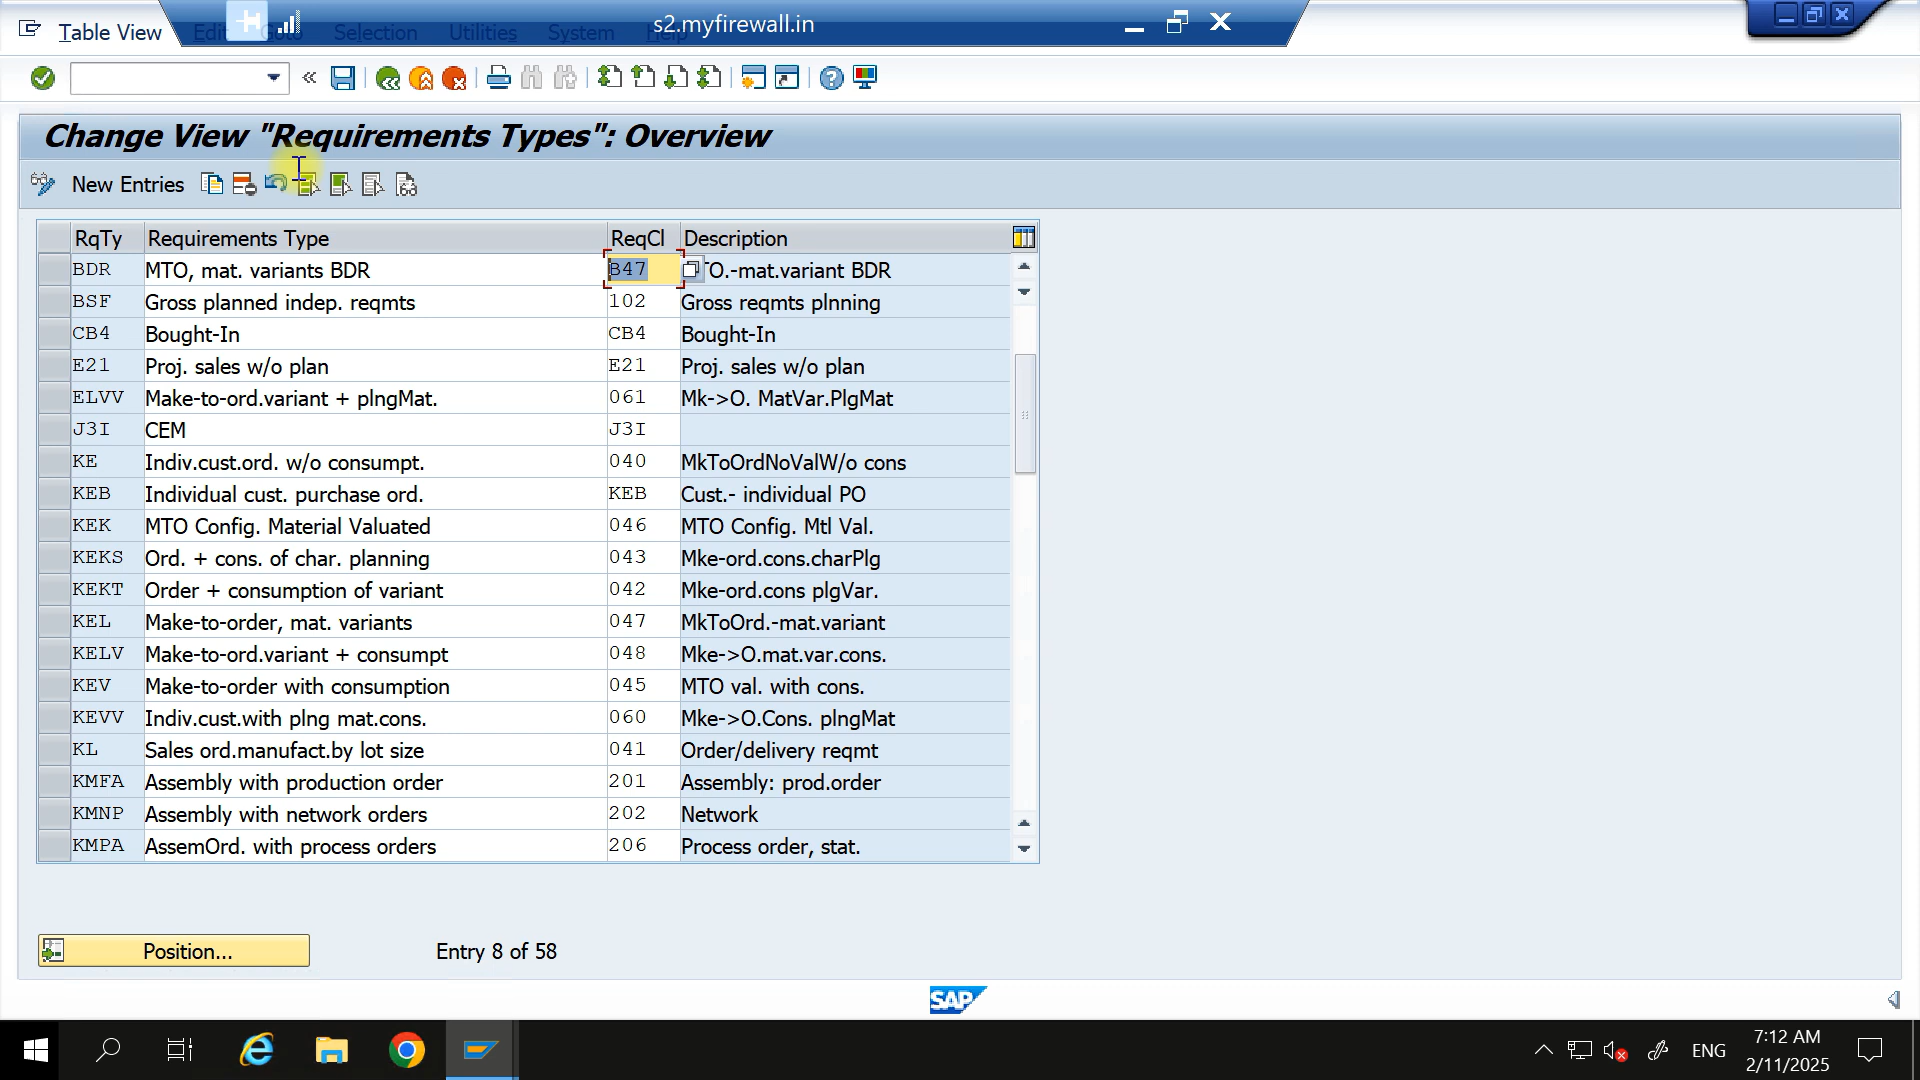 Table View Edit Goto Selection Utilities System Help
s2.myfirewall.in
Change View "Requirements Types": Overview
New Entries
RqTy Requirements Type ReqCl Description
BDR MTO, mat. variants BDR B47 TO.-mat.variant BDR
BSF Gross planned indep. reqmts 102 Gross reqmts plnning
CB4 Bought-In CB4 Bought-In
E21 Proj. sales w/o plan E21 Proj. sales w/o plan
ELVV Make-to-ord.variant + plngMat. 061 Mk->O. MatVar.PlgMat
J3I CEM J3I
KE Indiv.cust.ord. w/o consumpt. 040 MkToOrdNoValW/o cons
KEB Individual cust. purchase ord. KEB Cust.- individual PO
KEK MTO Config. Material Valuated 046 MTO Config. Mtl Val.
KEKS Ord. + cons. of char. planning 043 Mke-ord.cons.charPlg
KEKT Order + consumption of variant 042 Mke-ord.cons plgVar.
KEL Make-to-order, mat. variants 047 MkToOrd.-mat.variant
KELV Make-to-ord.variant + consumpt 048 Mke->O.mat.var.cons.
KEV Make-to-order with consumption 045 MTO val. with cons.
KEVV Indiv.cust.with plng mat.cons. 060 Mke->O.Cons. plngMat
KL Sales ord.manufact.by lot size 041 Order/delivery reqmt
KMFA Assembly with production order 201 Assembly: prod.order
KMNP Assembly with network orders 202 Network
KMPA AssemOrd. with process orders 206 Process order, stat.
Position... Entry 8 of 58
SAP
ENG
7:12 AM
2/11/2025